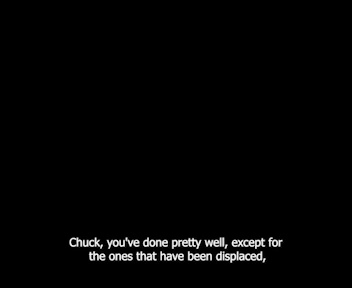 Chuck, you've done pretty well, except for
the ones that have been displaced,